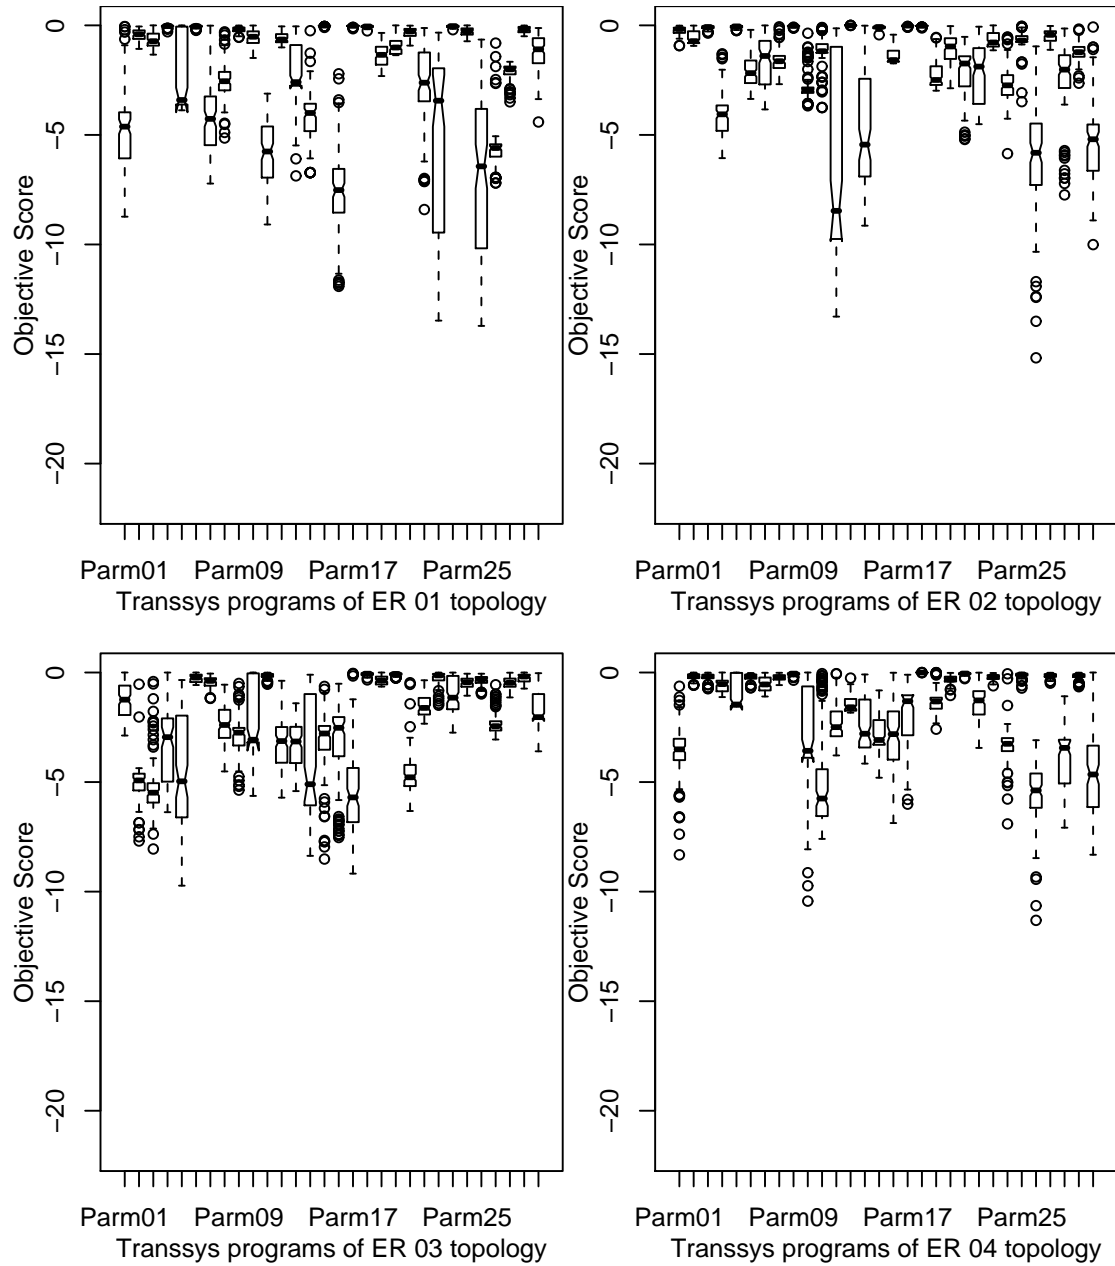 0
−5
−10
−15
−20
Objective Score
Parm01 Parm09 Parm17 Parm25
Transsys programs of ER 01 topology
0
−5
−10
−15
−20
Objective Score
Parm01 Parm09 Parm17 Parm25
Transsys programs of ER 02 topology
0
−5
−10
−15
−20
Objective Score
Parm01 Parm09 Parm17 Parm25
Transsys programs of ER 03 topology
0
−5
−10
−15
−20
Objective Score
Parm01 Parm09 Parm17 Parm25
Transsys programs of ER 04 topology